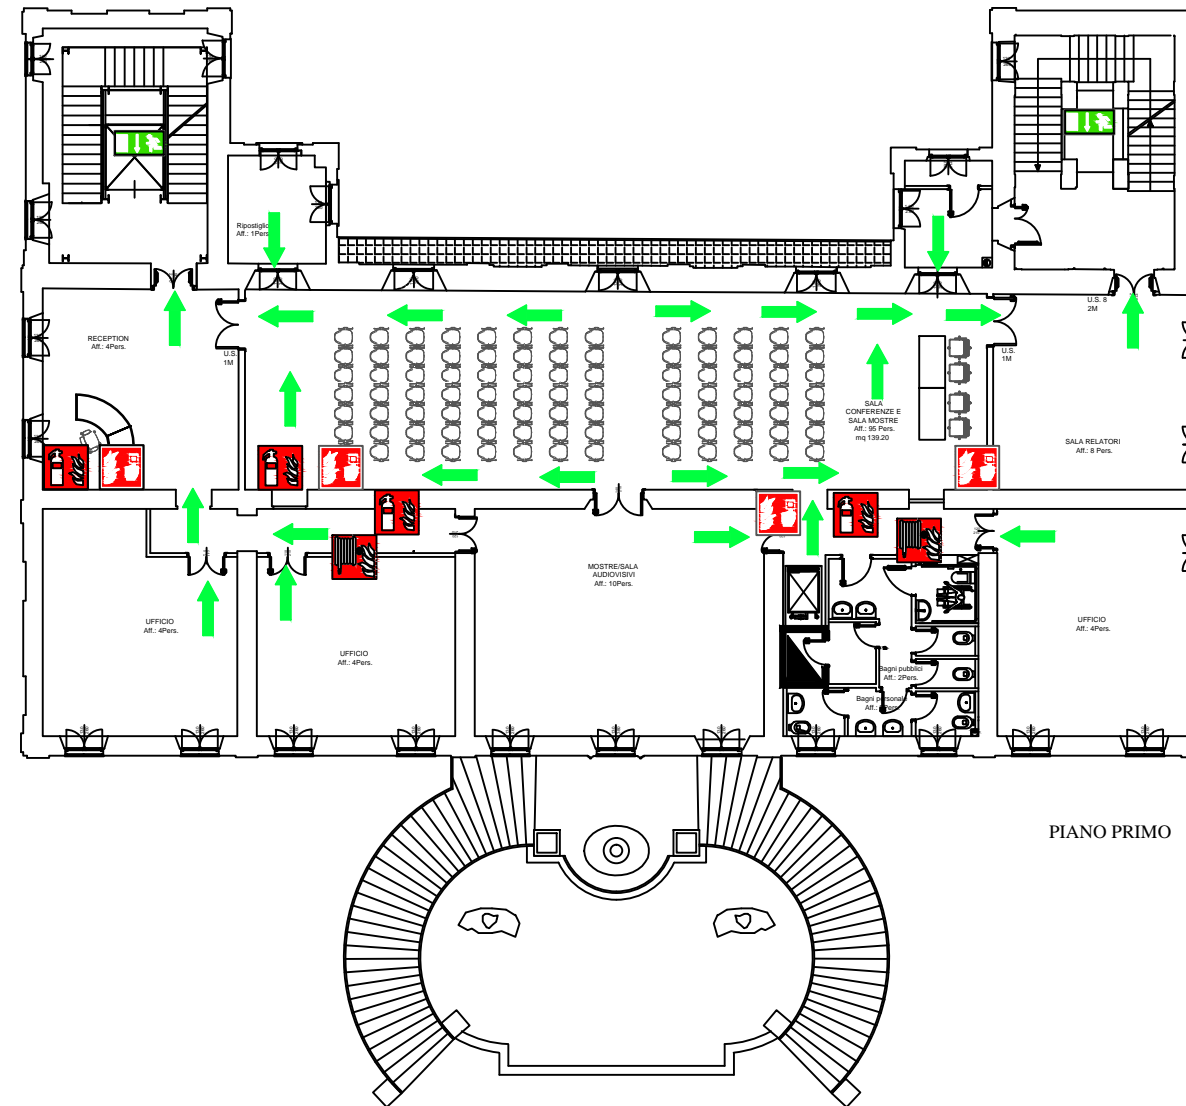 Ripostiglio
Aff.: 1Pers.
RECEPTION
Aff.: 4Pers.
U.S.
1M
U.S. 8
2M
U.S.
1M
SALA
CONFERENZE E
SALA MOSTRE
Aff.: 95 Pers.
mq 139.20
SALA RELATORI
Aff.: 8 Pers.
MOSTRE/SALA
AUDIOVISIVI
Aff.: 10Pers.
UFFICIO
Aff.: 4Pers.
UFFICIO
Aff.: 4Pers.
UFFICIO
Aff.: 4Pers.
Bagni pubblici
Aff.: 2Pers.
Bagni personale
Aff.:
PIANO PRIMO